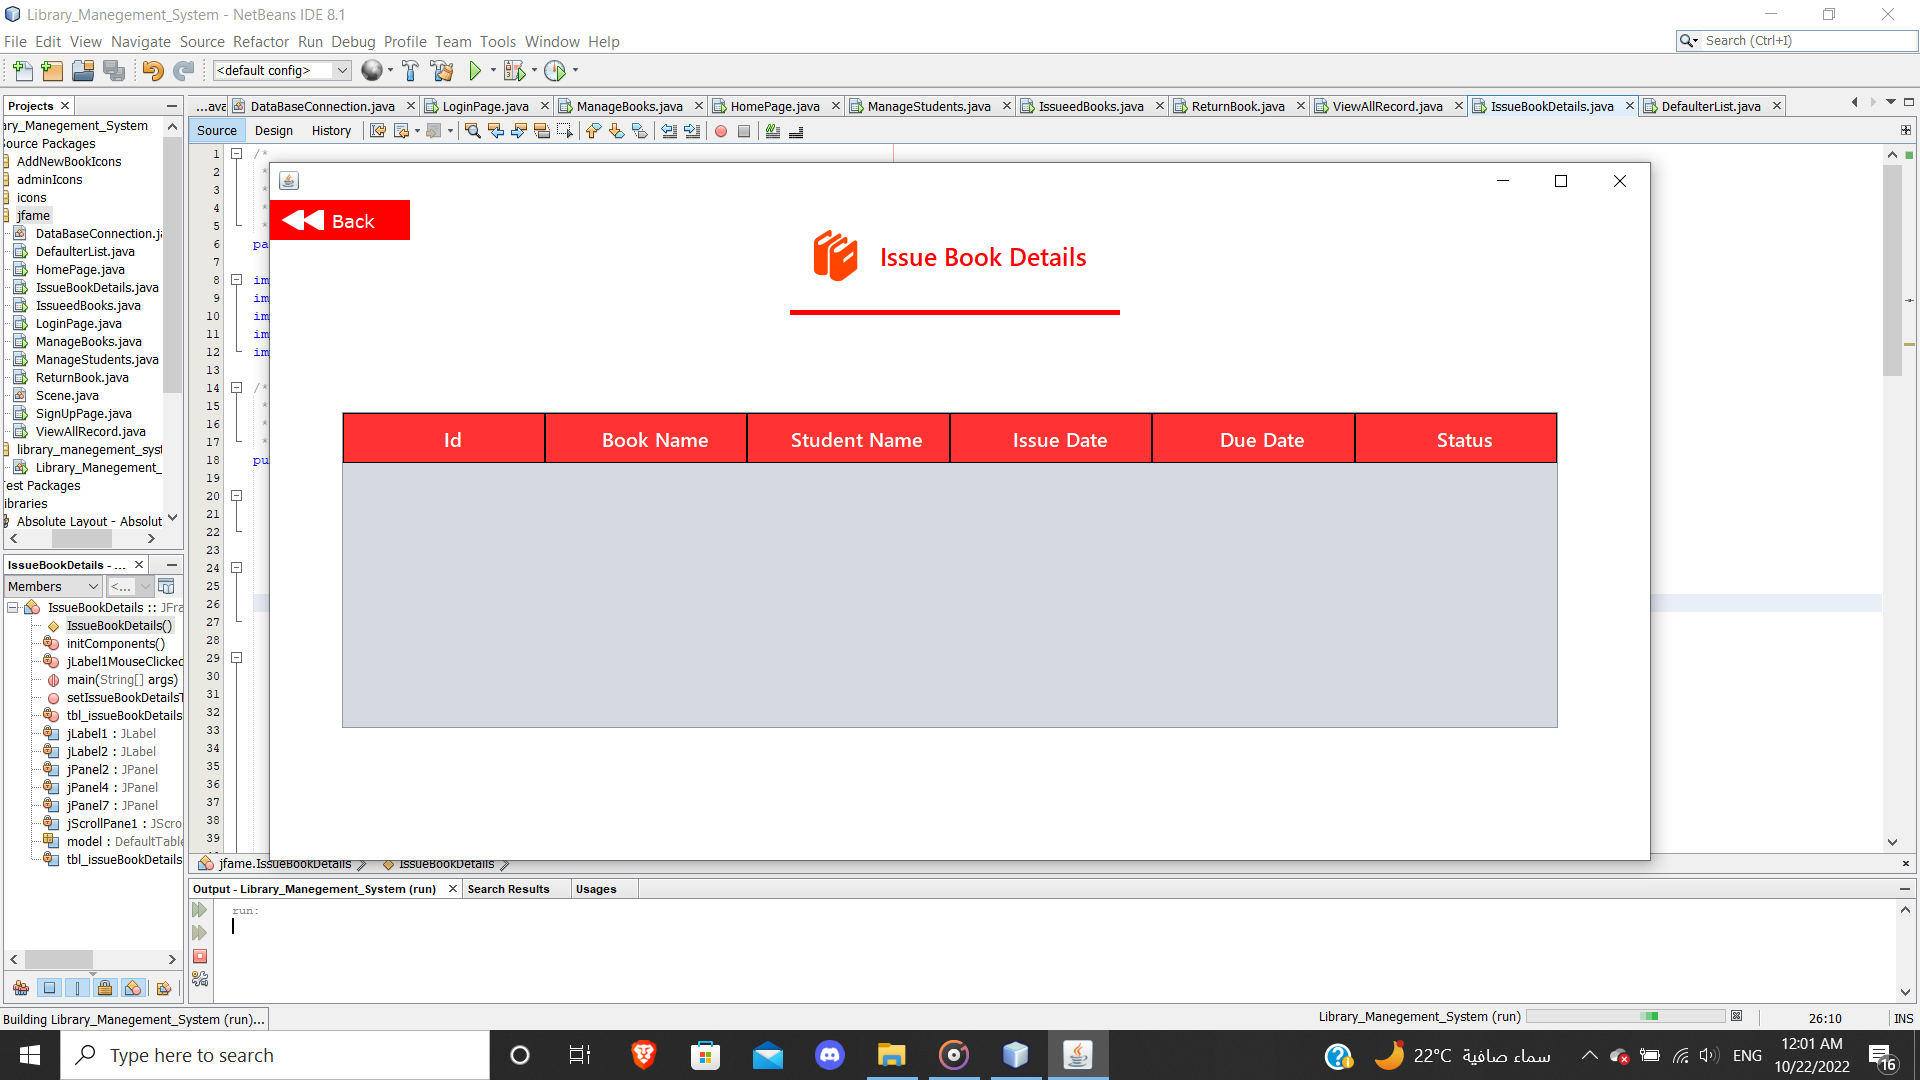 Library_Manegement_System - NetBeans IDE 8.1
File Edit View Navigate Source Refactor Run Debug Profile Team Tools Window Help
Search (Ctrl+I)
<default config>
Projects
...ava DataBaseConnection.java LoginPage.java ManageBooks.java HomePage.java ManageStudents.java IssueedBooks.java ReturnBook.java ViewAllRecord.java IssueBookDetails.java DefaulterList.java
Source Design History
ary_Manegement_System
Source Packages
AddNewBookIcons
adminIcons
icons
jfame
DataBaseConnection.j
DefaulterList.java
HomePage.java
IssueBookDetails.java
IssueedBooks.java
LoginPage.java
ManageBooks.java
ManageStudents.java
ReturnBook.java
Scene.java
SignUpPage.java
ViewAllRecord.java
library_manegement_syst
Library_Manegement_
Test Packages
ibraries
Absolute Layout - Absolut
IssueBookDetails - ...
Members <...
IssueBookDetails :: JFra
IssueBookDetails()
initComponents()
jLabel1MouseClicked
main(String[] args)
setIssueBookDetailsT
tbl_issueBookDetails
jLabel1 : JLabel
jLabel2 : JLabel
jPanel2 : JPanel
jPanel4 : JPanel
jPanel7 : JPanel
jScrollPane1 : JScro
model : DefaultTable
tbl_issueBookDetails
1 /*
2 *
3 *
4 *
5 *
6 pa
7
8 im
9 im
10 im
11 im
12 im
13
14 /*
15 *
16 *
17 *
18 pu
19
20
21
22
23
24
25
26
27
28
29
30
31
32
33
34
35
36
37
38
39
Back
Issue Book Details
Id Book Name Student Name Issue Date Due Date Status
jfame.IssueBookDetails IssueBookDetails
Output - Library_Manegement_System (run) Search Results Usages
run:
Building Library_Manegement_System (run)...
Library_Manegement_System (run)
26:10
INS
Type here to search
22°C سماء صافية
ENG
12:01 AM
10/22/2022
16